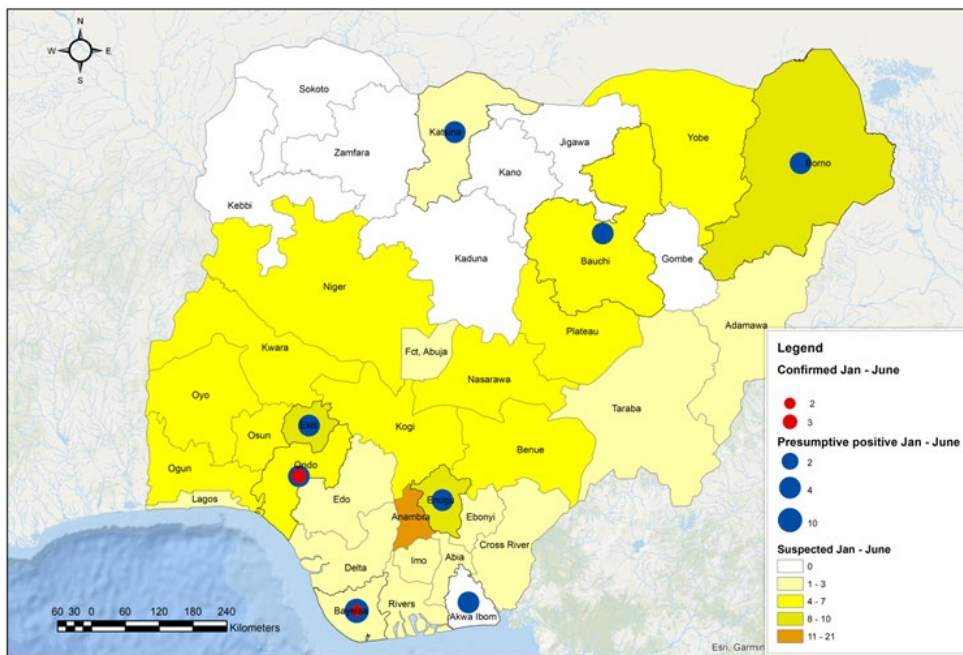 N
W E
S
Sokoto
Katsina
Zamfara
Jigawa
Yobe
Borno
Kano
Kebbi
Kaduna
Bauchi
Gombe
Niger
Adamawa
Plateau
Fct, Abuja
Kwara
Nasarawa
Taraba
Oyo
Ekiti
Osun
Kogi
Benue
Ogun
Ondo
Lagos
Edo
Enugu
Anambra
Ebonyi
Cross River
Imo
Abia
Delta
Bayelsa
Rivers
Akwa Ibom
60 30 0 60 120 180 240
Kilometers
Legend
Confirmed Jan - June
2
3
Presumptive positive Jan - June
2
4
10
Suspected Jan - June
0
1 - 3
4 - 7
8 - 10
11 - 21
Esri, Garmin